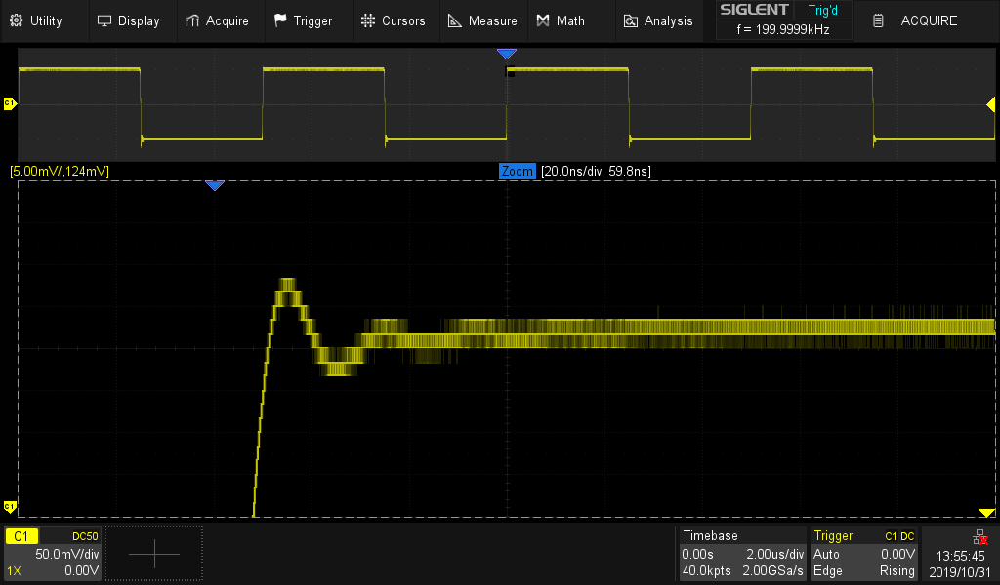 Utility Display Acquire Trigger Cursors Measure Math Analysis SIGLENT Trig'd ACQUIRE
f = 199.9999kHz
C1
[5.00mV/,124mV] Zoom [20.0ns/div, 59.8ns]
C1
C1 DC50 Timebase Trigger C1 DC
50.0mV/div 0.00s 2.00us/div Auto 0.00V 13:55:45
1X 0.00V 40.0kpts 2.00GSa/s Edge Rising 2019/10/31